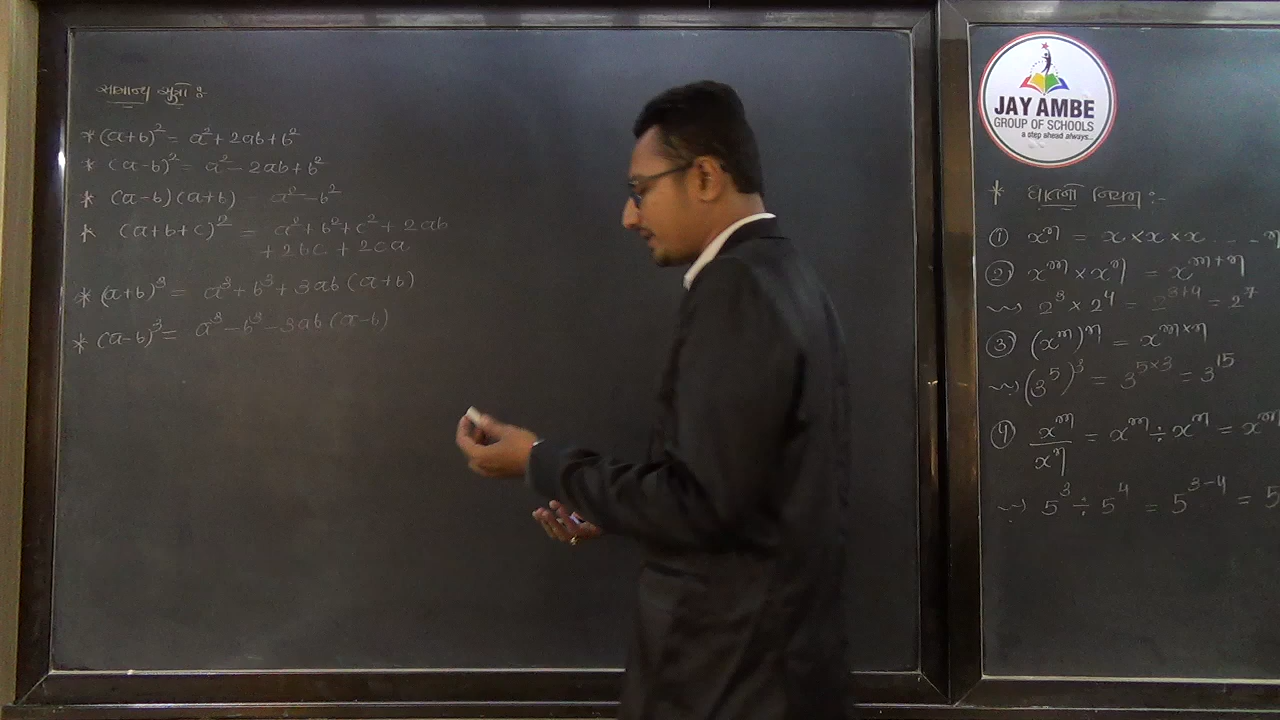 સામાન્ય સૂત્રો :-
* (a+b)² = a² + 2ab + b²
* (a-b)² = a² - 2ab + b²
* (a-b)(a+b) = a² - b²
* (a+b+c)² = a² + b² + c² + 2ab
+ 2bc + 2ca
* (a+b)³ = a³ + b³ + 3ab(a+b)
* (a-b)³ = a³ - b³ - 3ab(a-b)
JAY AMBE
GROUP OF SCHOOLS
a step ahead always...
* ઘાતના નિયમ :-
① xⁿ = x × x × x ... - n
② xᵐ × xⁿ = xᵐ⁺ⁿ
~> 2³ × 2⁴ = 2³⁺⁴ = 2⁷
③ (xᵐ)ⁿ = xᵐˣⁿ
~> (3⁵)³ = 3⁵ˣ³ = 3¹⁵
④ xᵐ/xⁿ = xᵐ ÷ xⁿ = xᵐ
~> 5³ ÷ 5⁴ = 5³⁻⁴ = 5